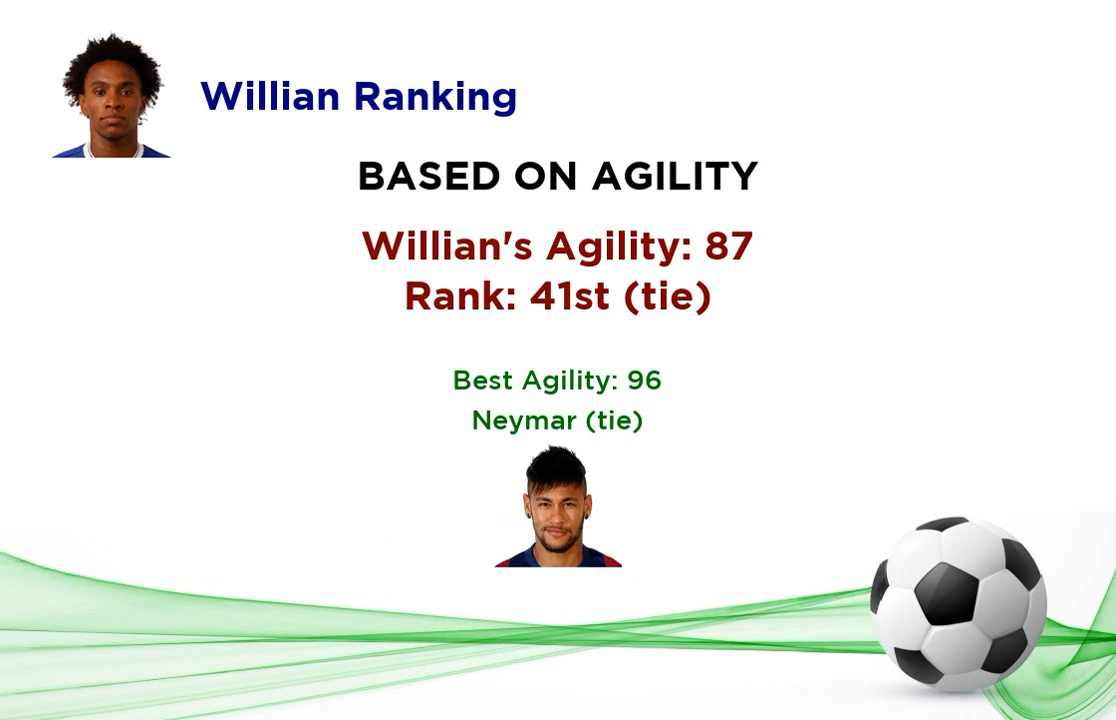 Willian Ranking
BASED ON AGILITY
Willian's Agility: 87
Rank: 41st (tie)
Best Agility: 96
Neymar (tie)